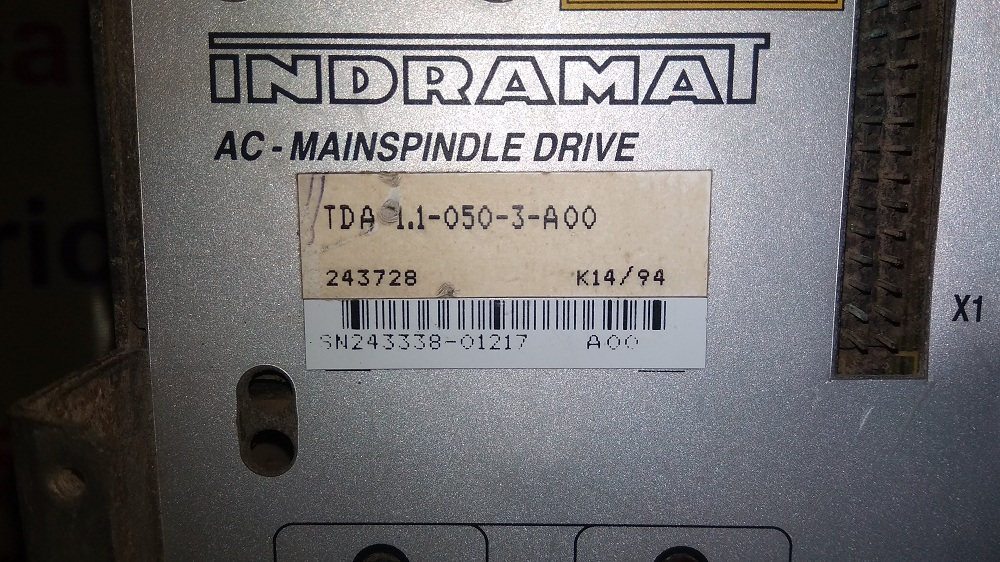 INDRAMAT
AC - MAINSPINDLE DRIVE
TDA 1.1-050-3-A00
243728 K14/94
SN243338-01217 A00
X1